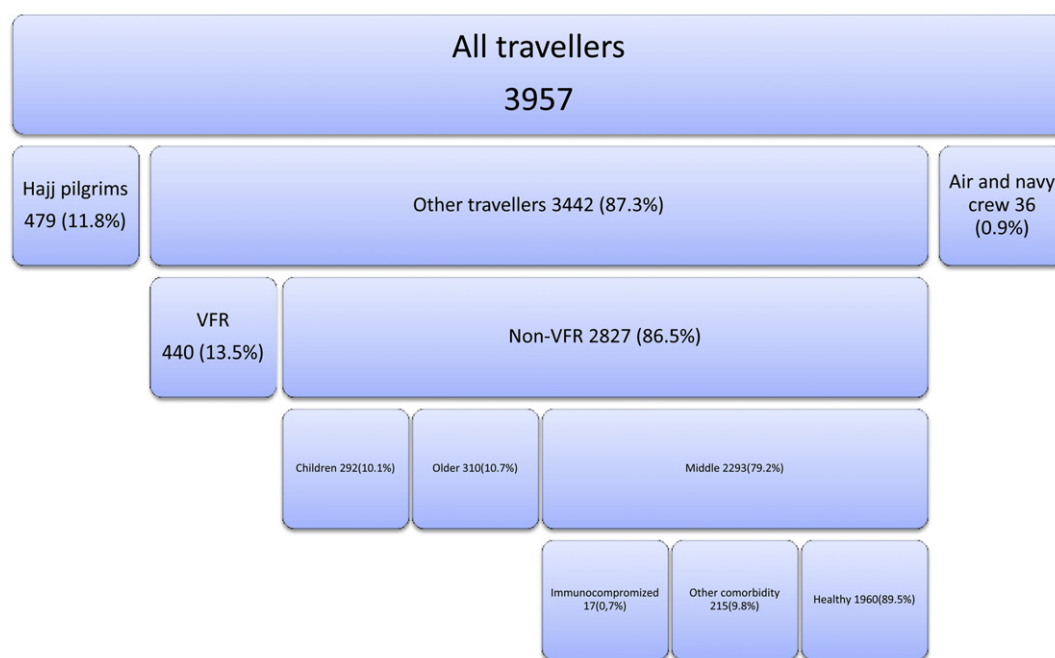 All travellers
3957
Hajj pilgrims
479 (11.8%)
Other travellers 3442 (87.3%)
Air and navy
crew 36
(0.9%)
VFR
440 (13.5%)
Non-VFR 2827 (86.5%)
Children 292(10.1%)
Older 310(10.7%)
Middle 2293(79.2%)
Immunocompromized
17(0,7%)
Other comorbidity
215(9.8%)
Healthy 1960(89.5%)